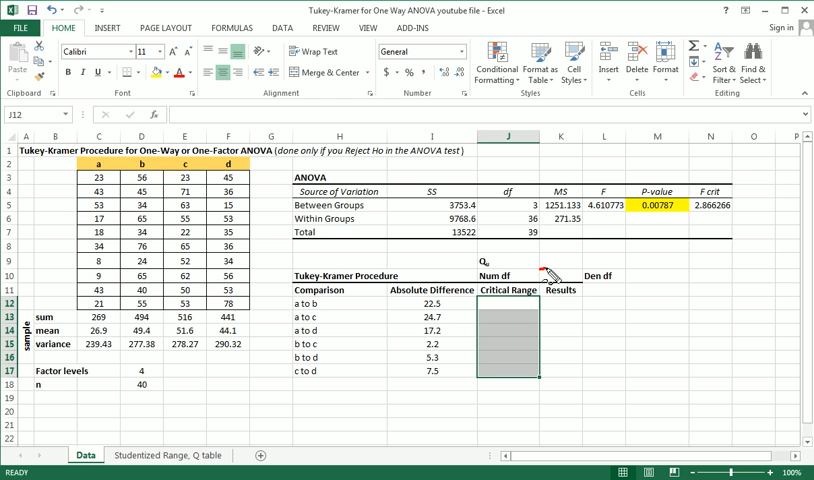 Tukey-Kramer for One Way ANOVA youtube file - Excel
FILE HOME INSERT PAGE LAYOUT FORMULAS DATA REVIEW VIEW ADD-INS Sign in
Calibri 11 Wrap Text General
Paste B I U Merge & Center $ % , Conditional Formatting Format as Table Cell Styles Insert Delete Format Sort & Filter Find & Select
Clipboard Font Alignment Number Styles Cells Editing
J12 fx
A B C D E F G H I J K L M N O P
1 Tukey-Kramer Procedure for One-Way or One-Factor ANOVA (done only if you Reject Ho in the ANOVA test)
2 a b c d
3 23 56 23 45 ANOVA
4 43 45 71 36 Source of Variation SS df MS F P-value F crit
5 53 34 63 15 Between Groups 3753.4 3 1251.133 4.610773 0.00787 2.866266
6 17 65 55 53 Within Groups 9768.6 36 271.35
7 18 34 22 35 Total 13522 39
8 34 76 65 36
9 8 24 52 34 Qu
10 9 65 62 56 Tukey-Kramer Procedure Num df Den df
11 43 40 50 53 Comparison Absolute Difference Critical Range Results
12 21 55 53 78 a to b 22.5
13 sum 269 494 516 441 a to c 24.7
14 mean 26.9 49.4 51.6 44.1 a to d 17.2
15 variance 239.43 277.38 278.27 290.32 b to c 2.2
16 b to d 5.3
17 Factor levels 4 c to d 7.5
18 n 40
19
20
21
22
sample
Data Studentized Range, Q table
READY 100%